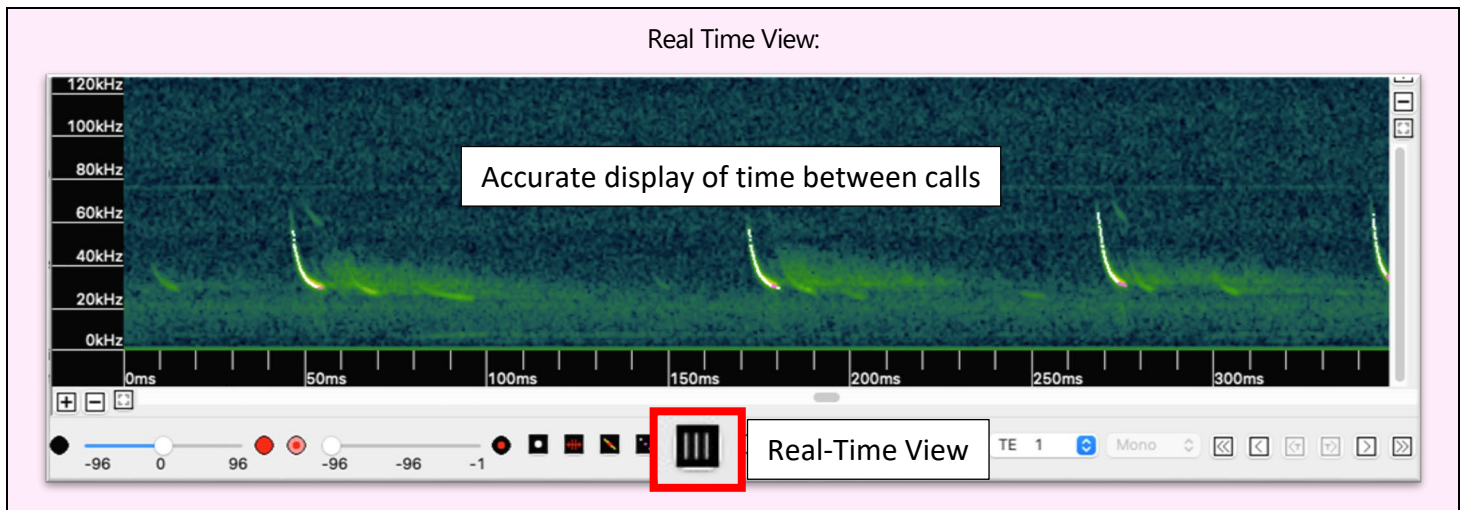 Real Time View:
120kHz
100kHz
80kHz
Accurate display of time between calls
60kHz
40kHz
20kHz
0kHz
0ms 50ms 100ms 150ms 200ms 250ms 300ms
Real-Time View
TE 1 Mono
-96 0 96 -96 -96 -1